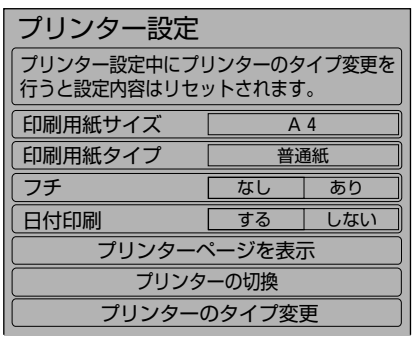 プリンター設定
プリンター設定中にプリンターのタイプ変更を
行うと設定内容はリセットされます。
印刷用紙サイズ A 4
印刷用紙タイプ 普通紙
フチ なし あり
日付印刷 する しない
プリンターページを表示
プリンターの切換
プリンターのタイプ変更